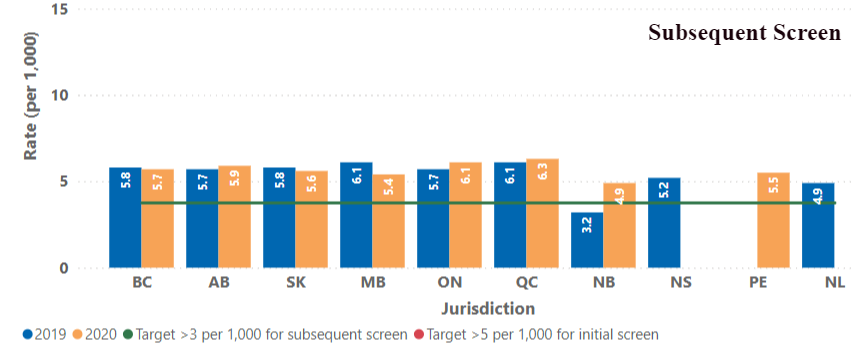 Subsequent Screen
Rate (per 1,000)
15
10
5
0
5.8 5.7 5.7 5.9 5.8 5.6 6.1 5.4 5.7 6.1 6.1 6.3 3.2 4.9 5.2 5.5 4.9
BC AB SK MB ON QC NB NS PE NL
Jurisdiction
2019 2020 Target >3 per 1,000 for subsequent screen Target >5 per 1,000 for initial screen